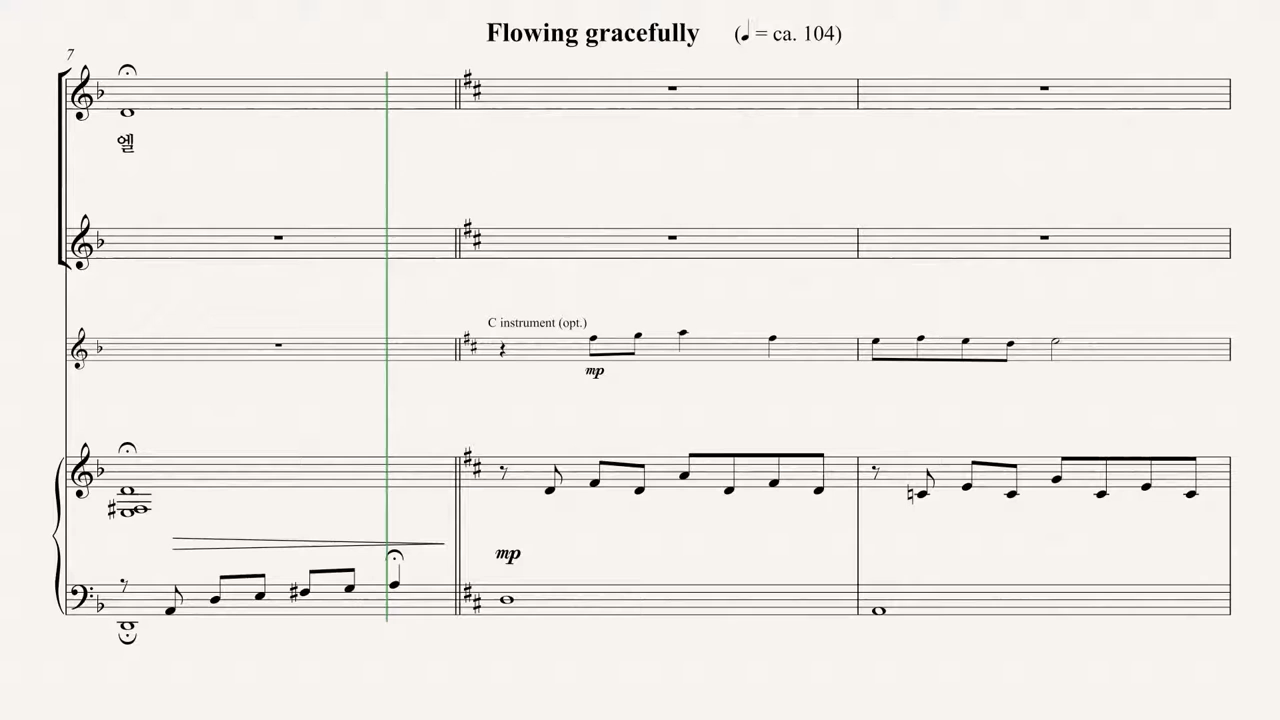 Flowing gracefully (♩ = ca. 104)
7
엘
C instrument (opt.)
mp
mp